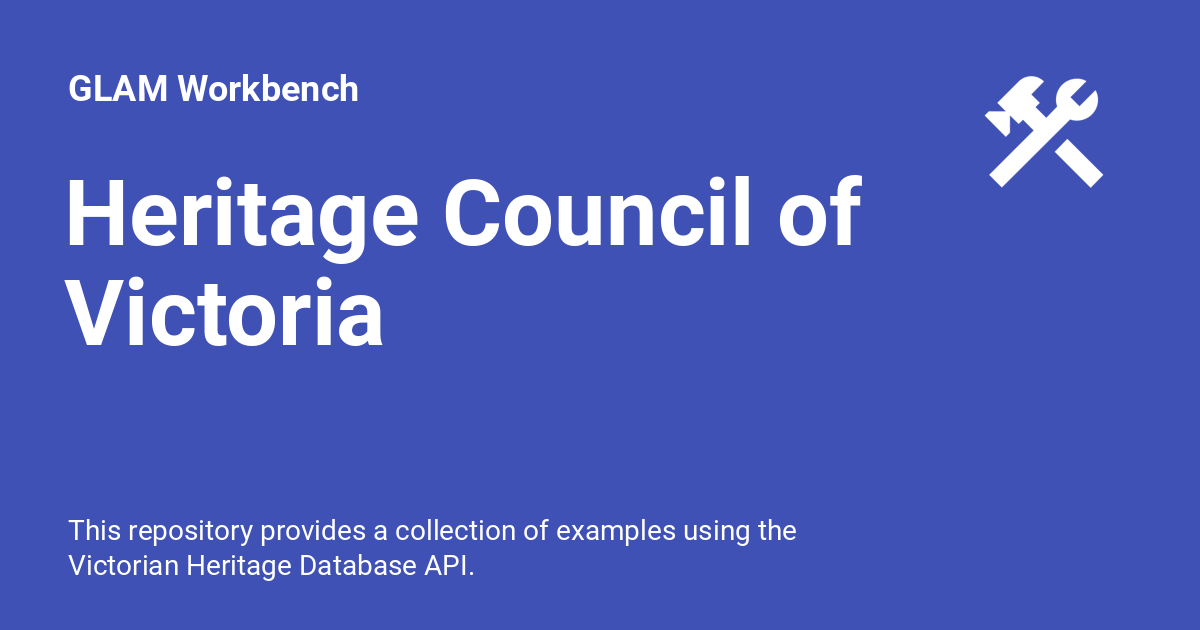 GLAM Workbench
Heritage Council of
Victoria
This repository provides a collection of examples using the
Victorian Heritage Database API.